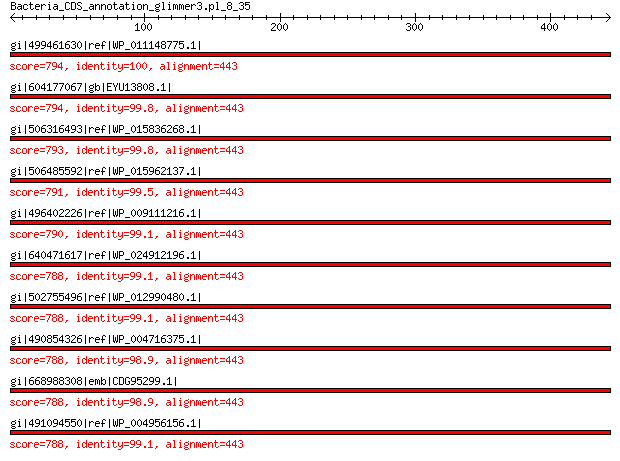 Bacteria_CDS_annotation_glimmer3.pl_8_35
100 200 300 400
gi|499461630|ref|WP_011148775.1|
score=794, identity=100, alignment=443
gi|604177067|gb|EYU13808.1|
score=794, identity=99.8, alignment=443
gi|506316493|ref|WP_015836268.1|
score=793, identity=99.8, alignment=443
gi|506485592|ref|WP_015962137.1|
score=791, identity=99.5, alignment=443
gi|496402226|ref|WP_009111216.1|
score=790, identity=99.1, alignment=443
gi|640471617|ref|WP_024912196.1|
score=788, identity=99.1, alignment=443
gi|502755496|ref|WP_012990480.1|
score=788, identity=99.1, alignment=443
gi|490854326|ref|WP_004716375.1|
score=788, identity=98.9, alignment=443
gi|668988308|emb|CDG95299.1|
score=788, identity=98.9, alignment=443
gi|491094550|ref|WP_004956156.1|
score=788, identity=99.1, alignment=443